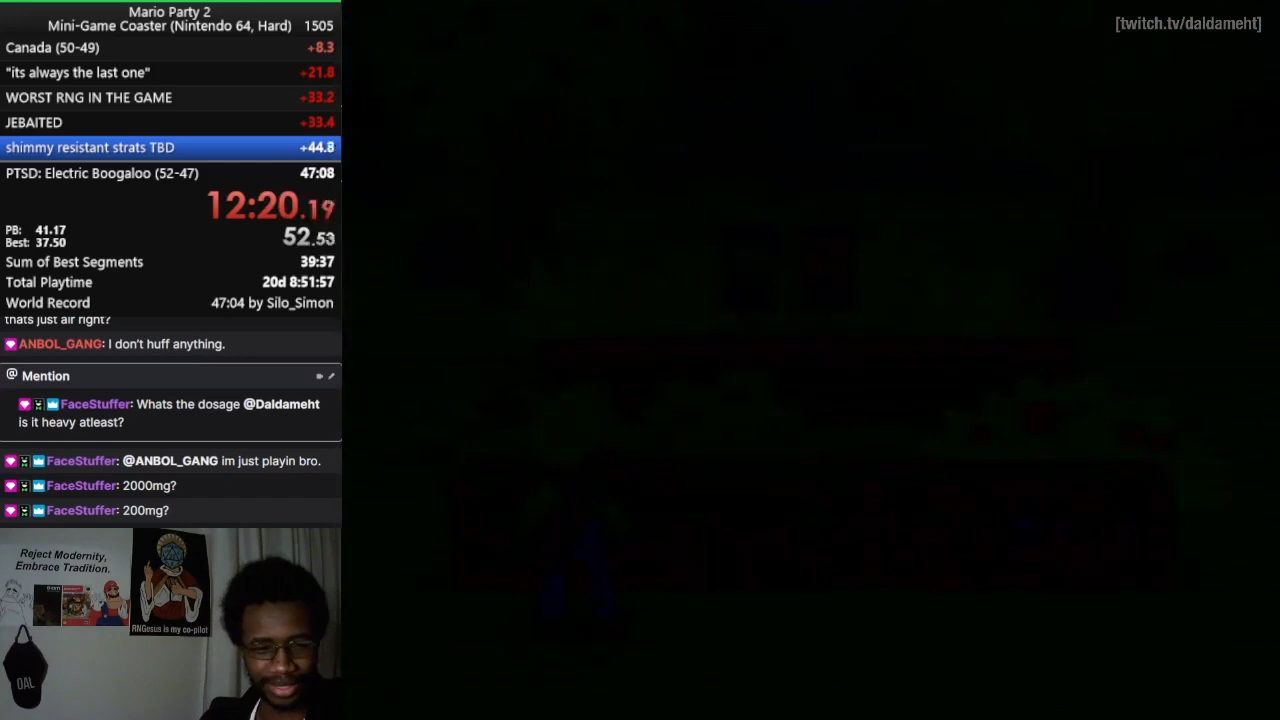 Mario Party 2
Mini-Game Coaster (Nintendo 64, Hard) 1505
[twitch.tv/daldameht]
Canada (50-49) +8.3
"its always the last one" +21.8
WORST RNG IN THE GAME +33.2
JEBAITED +33.4
shimmy resistant strats TBD +44.8
PTSD: Electric Boogaloo (52-47) 47:08
12:20.19
PB: 41.17
Best: 37.50
52.53
Sum of Best Segments 39:37
Total Playtime 20d 8:51:57
World Record 47:04 by Silo_Simon
thats just air right?
ANBOL_GANG: I don't huff anything.
@ Mention
FaceStuffer: Whats the dosage @Daldameht
is it heavy atleast?
FaceStuffer: @ANBOL_GANG im just playin bro.
FaceStuffer: 2000mg?
FaceStuffer: 200mg?
Reject Modernity,
Embrace Tradition.
RNGesus is my co-pilot
DAL